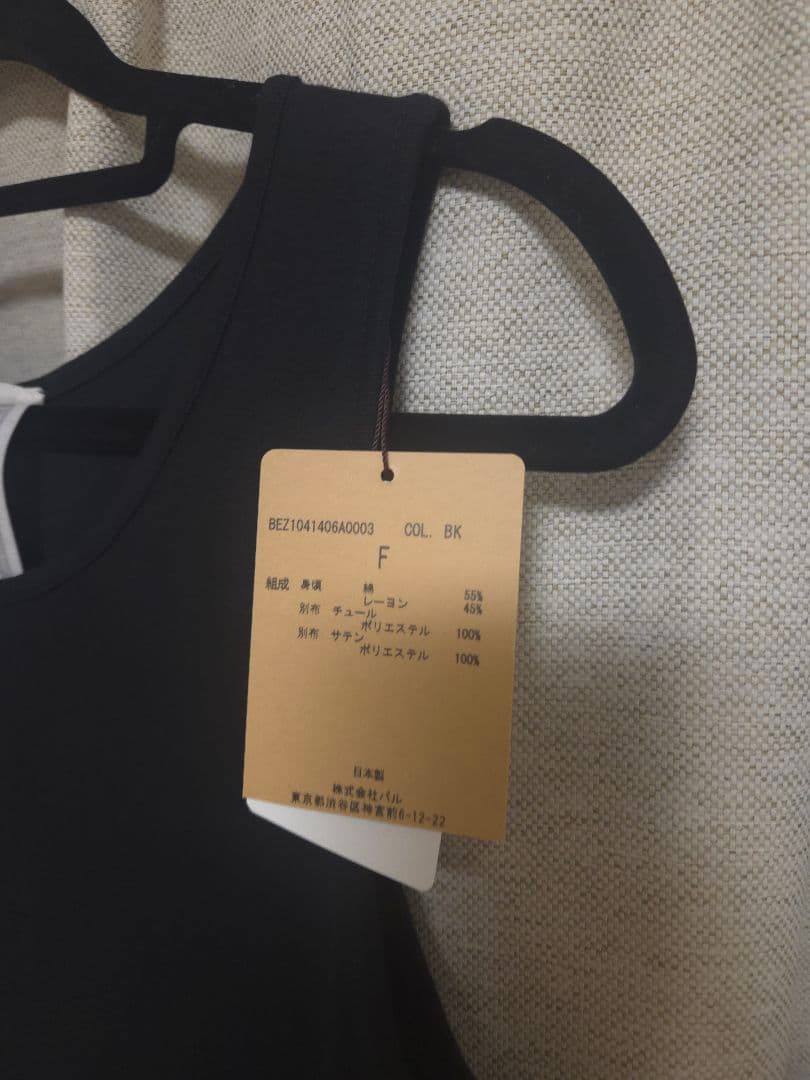 BEZ1041406A0003 COL. BK
F
組成 身頃 綿 55%
レーヨン 45%
別布 チュール
ポリエステル 100%
別布 サテン
ポリエステル 100%
日本製
株式会社パル
東京都渋谷区神宮前6-12-22